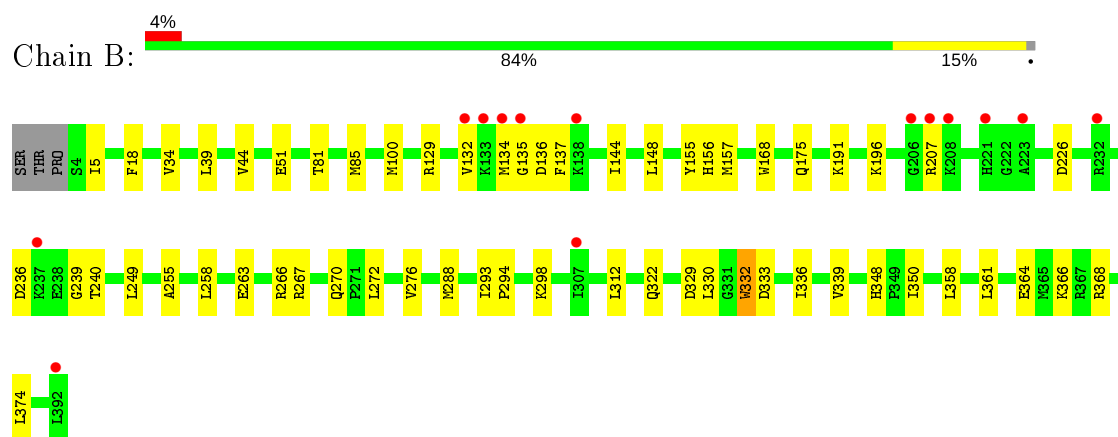 4%
Chain B:
84%
15%
•
SER THR PRO S4 I5 F18 V34 L39 V44 E51 T81 M85 M100 R129 V132 K133 M134 G135 D136 F137 K138 I144 L148 Y155 H156 M157 W168 Q175 K191 K196 G206 R207 K208 H221 G222 A223 D226 R232
D236 K237 E238 G239 T240 L249 A255 L258 E263 R266 R267 Q270 P271 L272 V276 M288 I293 P294 K298 I307 L312 Q322 D329 L330 G331 W332 D333 I336 V339 H348 P349 I350 L358 L361 E364 M365 K366 R367 R368
L374 L392